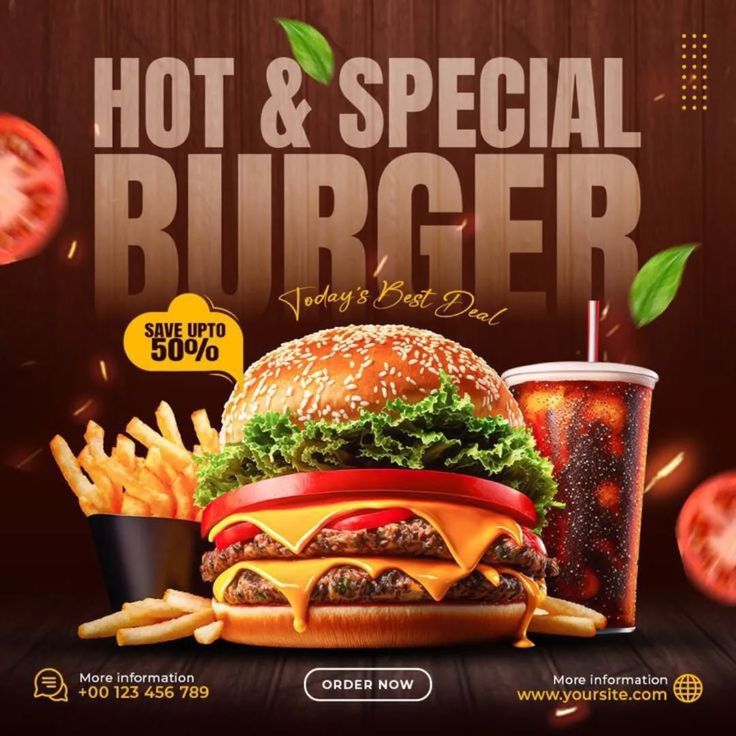 HOT & SPECIAL
BURGER
Today's Best Deal
SAVE UPTO
50%
More information
+00 123 456 789
ORDER NOW
More information
www.yoursite.com